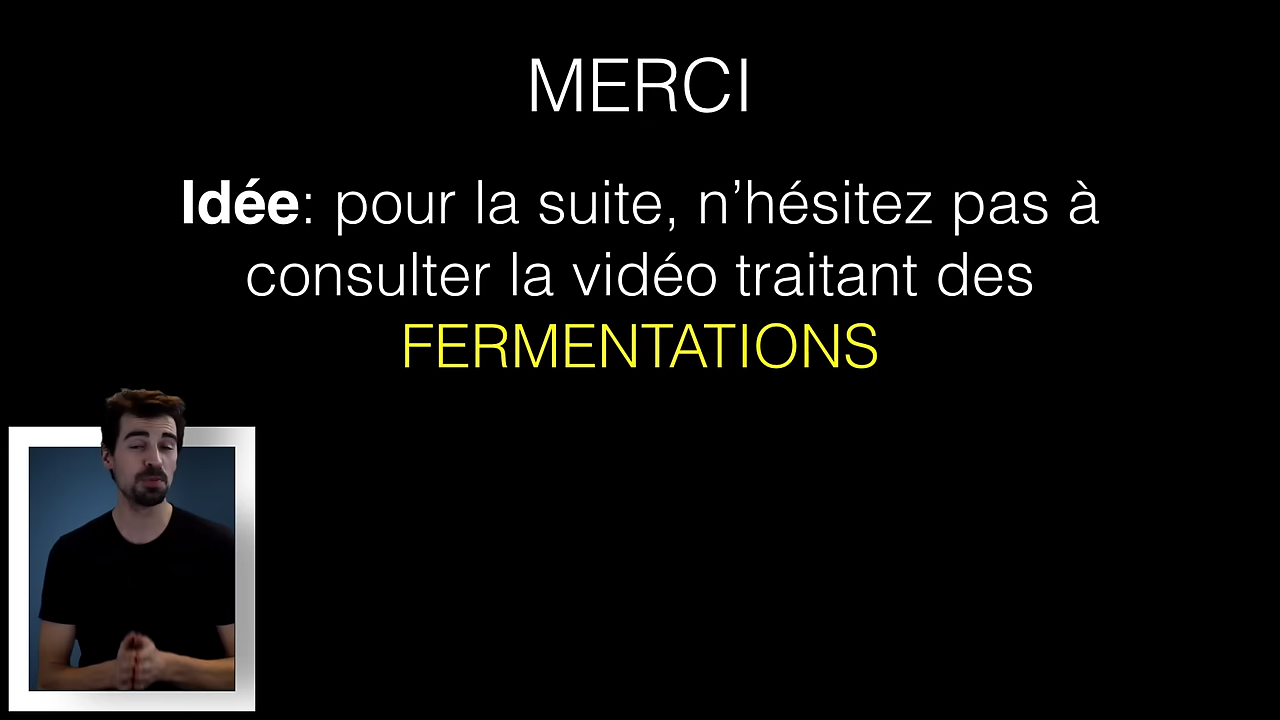 MERCI
Idée: pour la suite, n’hésitez pas à
consulter la vidéo traitant des
FERMENTATIONS